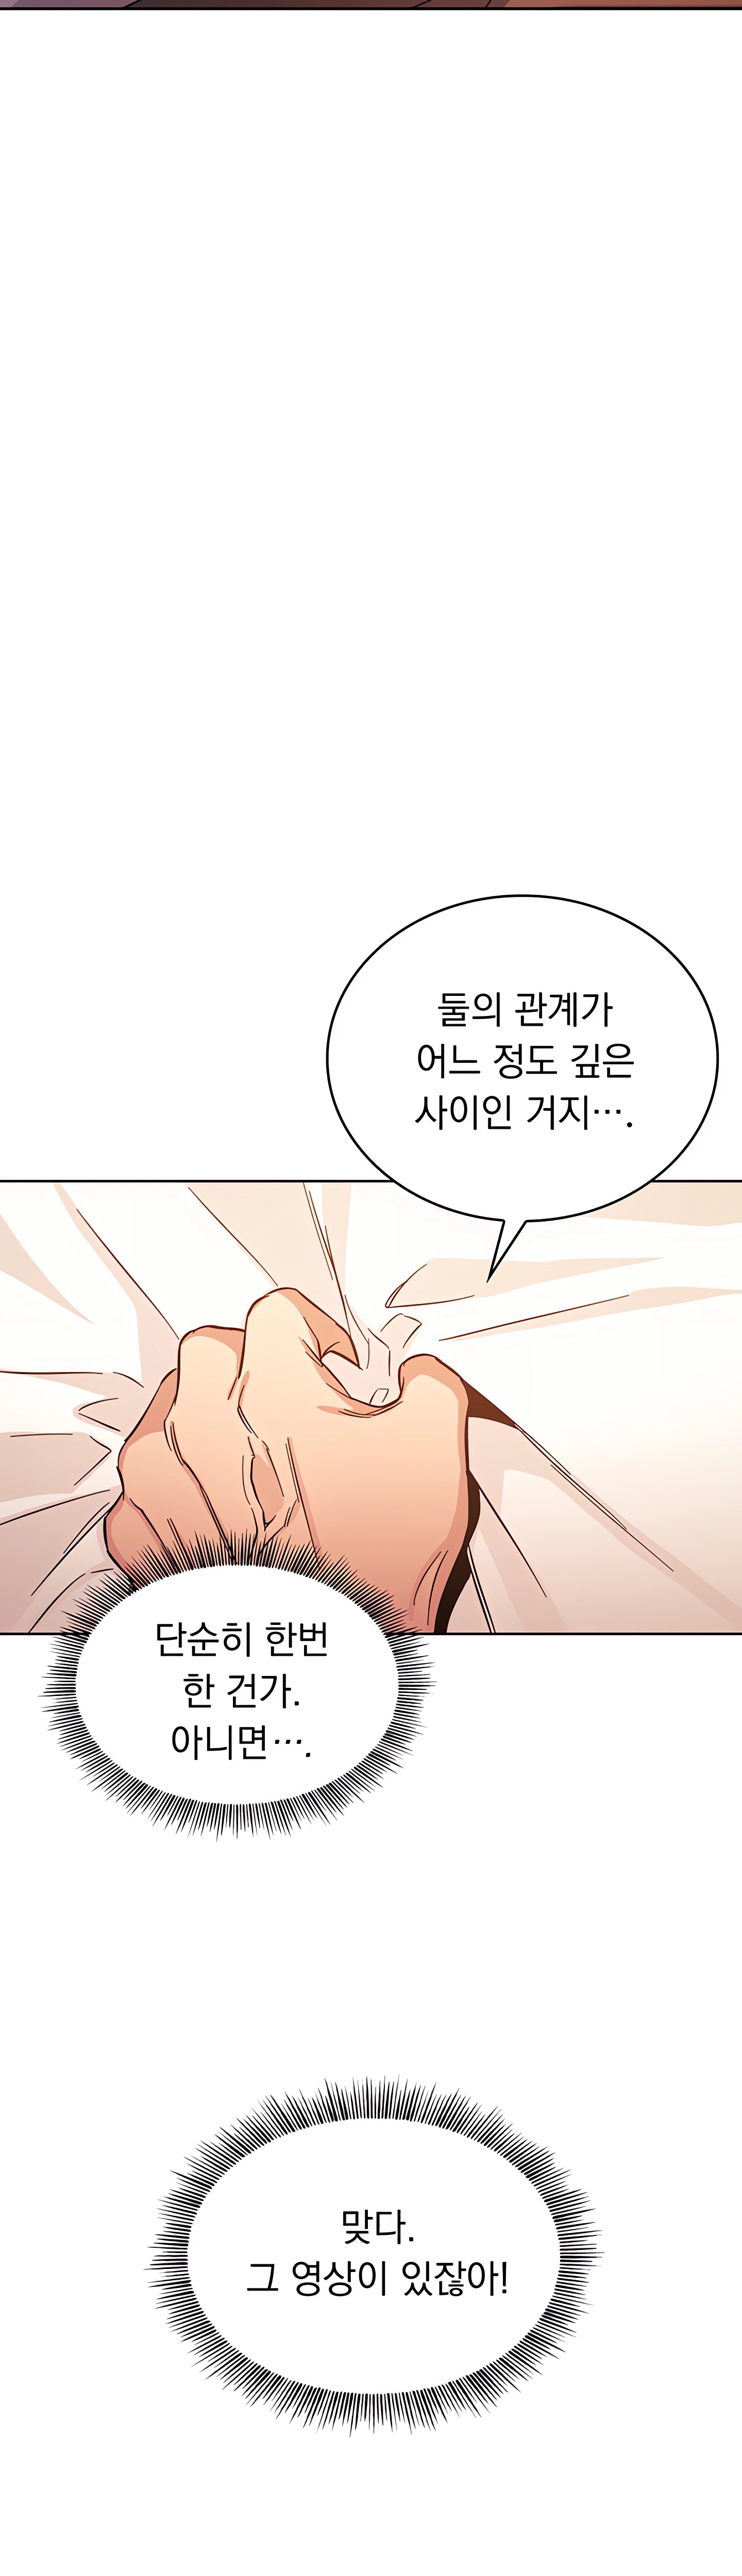 둘의 관계가
어느 정도 깊은
사이인 거지….
단순히 한번
한 건가.
아니면….
맞다.
그 영상이 있잖아!